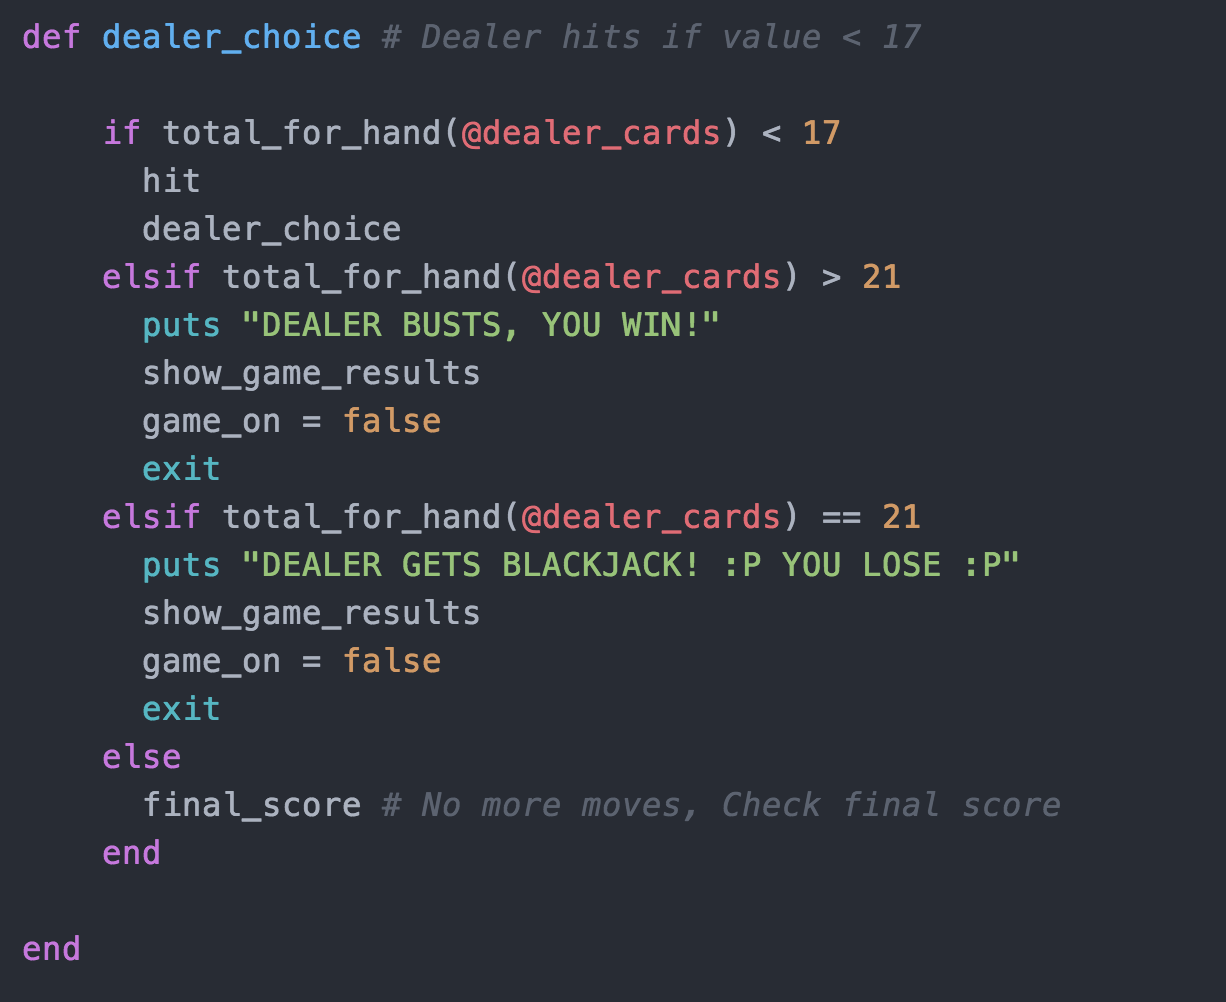 def dealer_choice # Dealer hits if value < 17
if total_for_hand(@dealer_cards) < 17
hit
dealer_choice
elsif total_for_hand(@dealer_cards) > 21
puts "DEALER BUSTS, YOU WIN!"
show_game_results
game_on = false
exit
elsif total_for_hand(@dealer_cards) == 21
puts "DEALER GETS BLACKJACK! :P YOU LOSE :P"
show_game_results
game_on = false
exit
else
final_score # No more moves, Check final score
end
end